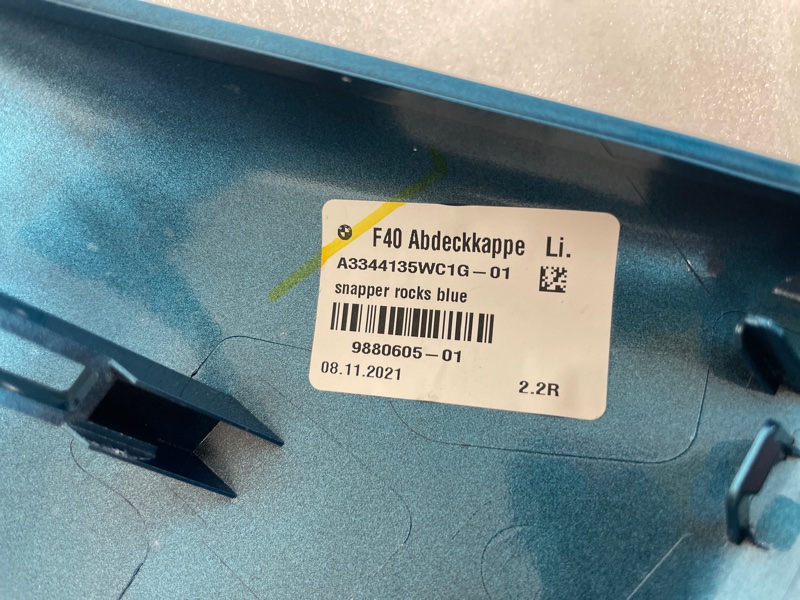 F40 Abdeckkappe Li.
A3344135WC1G-01
snapper rocks blue
9880605-01
08.11.2021
2.2R